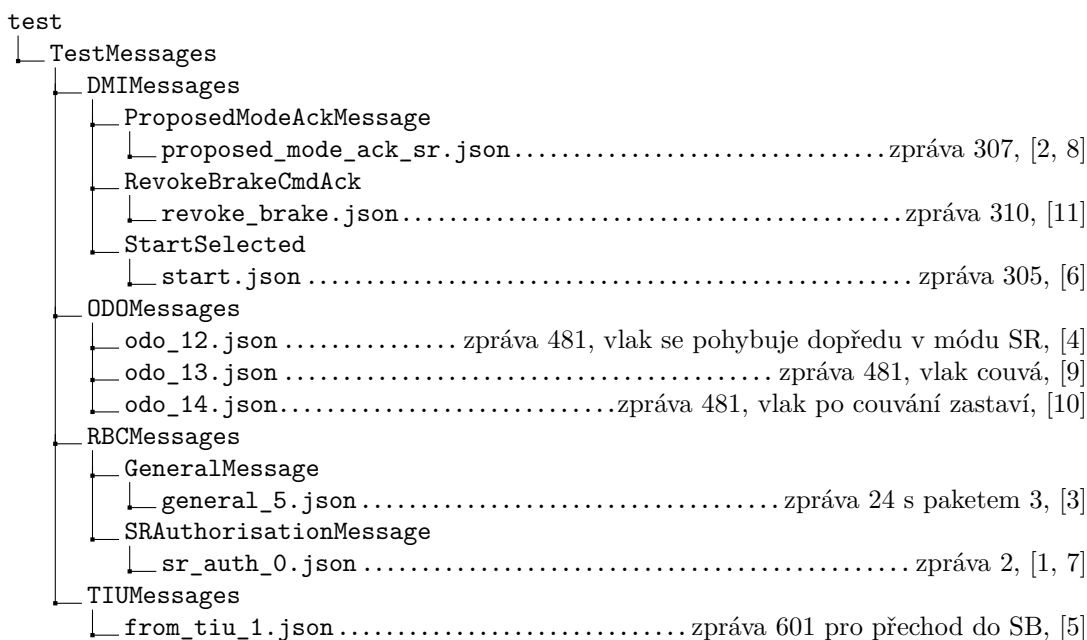 test
TestMessages
DMIMessages
ProposedModeAckMessage
proposed_mode_ack_sr.json................................zpráva 307, [2, 8]
RevokeBrakeCmdAck
revoke_brake.json...........................................zpráva 310, [11]
StartSelected
start.json.....................................................zpráva 305, [6]
ODOMessages
odo_12.json...............zpráva 481, vlak se pohybuje dopředu v módu SR, [4]
odo_13.json...........................................zpráva 481, vlak couvá, [9]
odo_14.json.............................zpráva 481, vlak po couvání zastaví, [10]
RBCMessages
GeneralMessage
general_5.json.....................................zpráva 24 s paketem 3, [3]
SRAuthorisationMessage
sr_auth_0.json................................................zpráva 2, [1, 7]
TIUMessages
from_tiu_1.json..............................zpráva 601 pro přechod do SB, [5]